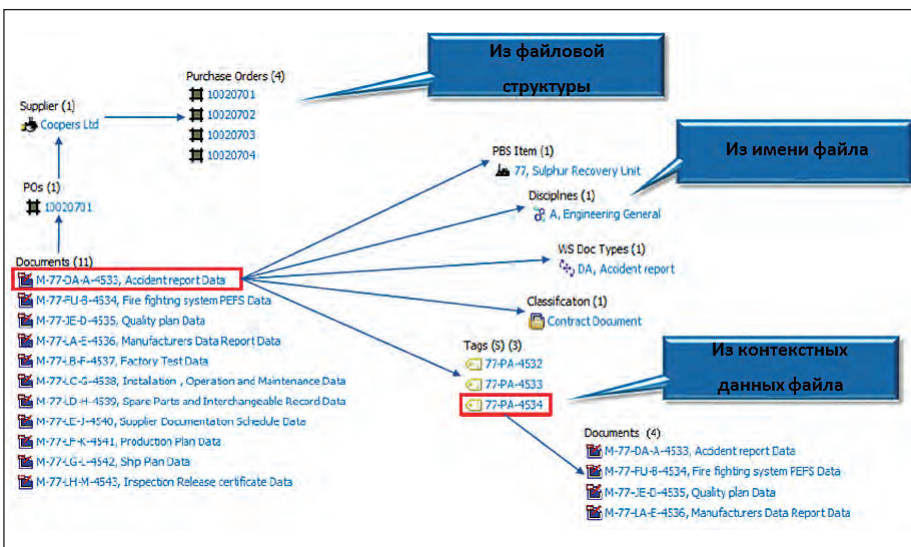 Из файловой
структуры
Purchase Orders (4)
10020701
10020702
10020703
10020704
Supplier (1)
Coopers Ltd
Из имени файла
PBS Item (1)
77, Sulphur Recovery Unit
Disciplines (1)
A, Engineering General
POs (1)
10020701
WS Doc Types (1)
DA, Accident report
Documents (11)
M-77-DA-A-4533, Accident report Data
M-77-FU-B-4534, Fire fighting system PEFS Data
M-77-JE-D-4535, Quality plan Data
M-77-LA-E-4536, Manufacturers Data Report Data
M-77-LB-F-4537, Factory Test Data
M-77-LC-G-4538, Instalation , Operation and Maintenance Data
M-77-LD-H-4539, Spare Parts and Interchangeable Record Data
M-77-LE-J-4540, Supplier Documentation Schedule Data
M-77-LF-K-4541, Production Plan Data
M-77-LG-L-4542, Ship Plan Data
M-77-LH-M-4543, Inspection Release certificate Data
Classification (1)
Contract Document
Из контекстных
данных файла
Tags (S) (3)
77-PA-4532
77-PA-4533
77-PA-4534
Documents (4)
M-77-DA-A-4533, Accident report Data
M-77-FU-B-4534, Fire fighting system PEFS Data
M-77-JE-D-4535, Quality plan Data
M-77-LA-E-4536, Manufacturers Data Report Data